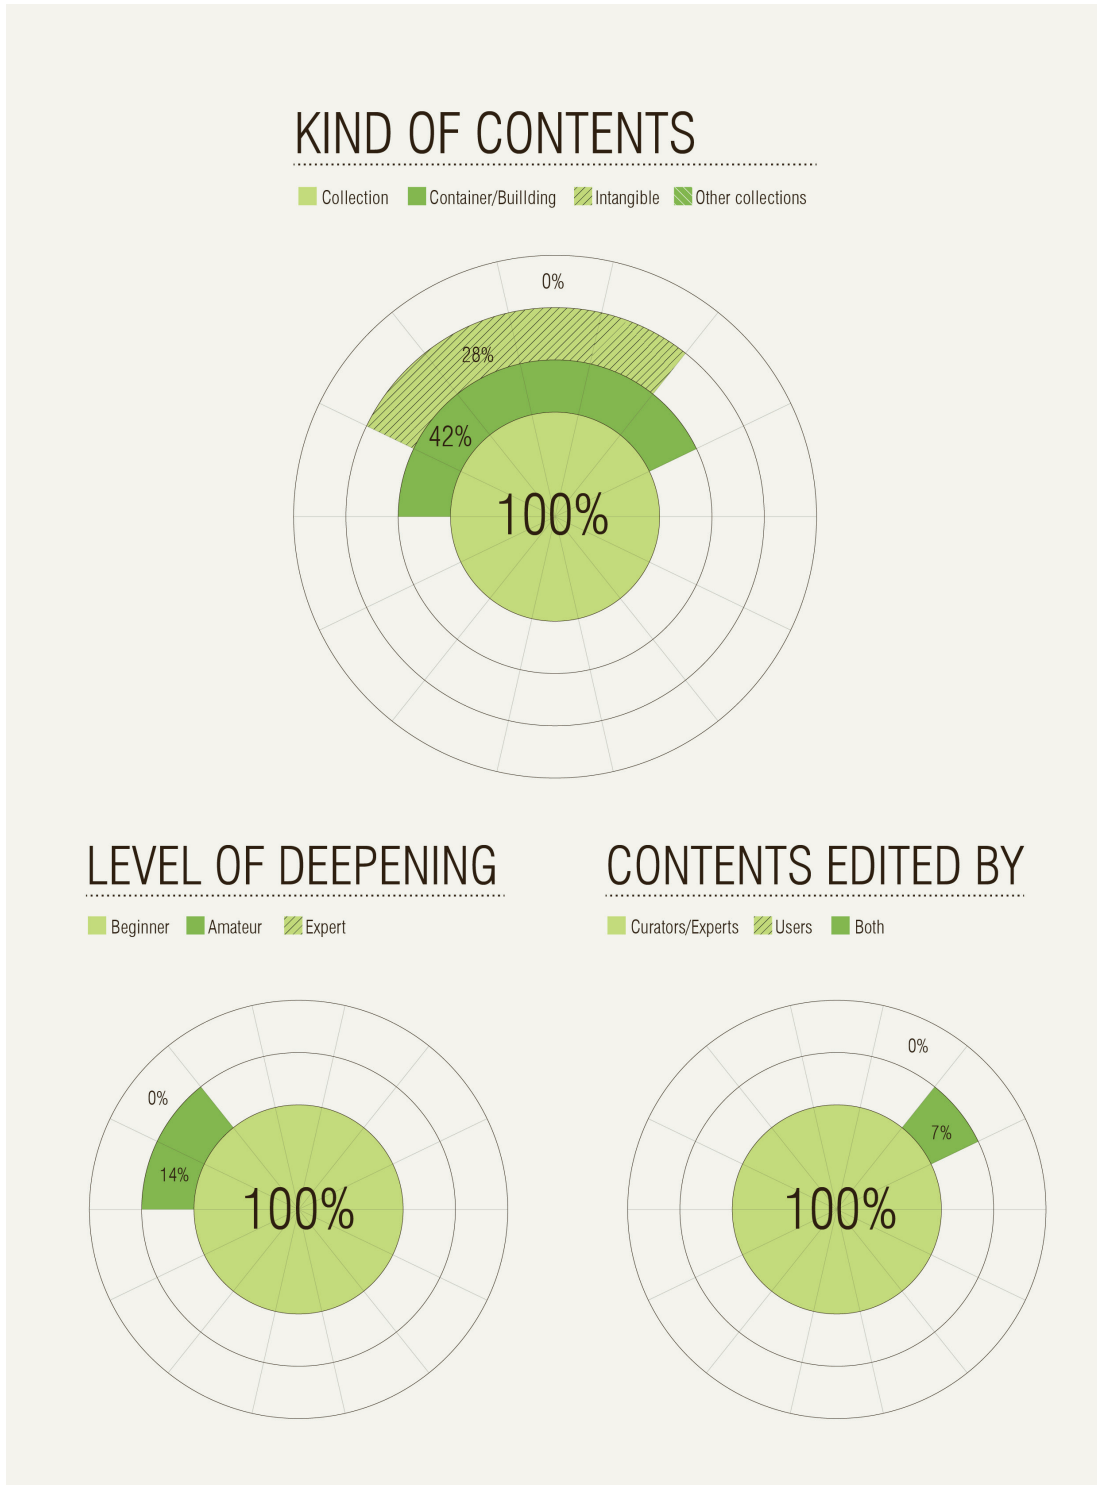 KIND OF CONTENTS
Collection Container/Buillding Intangible Other collections
0%
28%
42%
100%
LEVEL OF DEEPENING
Beginner Amateur Expert
0%
14%
100%
CONTENTS EDITED BY
Curators/Experts Users Both
0%
7%
100%